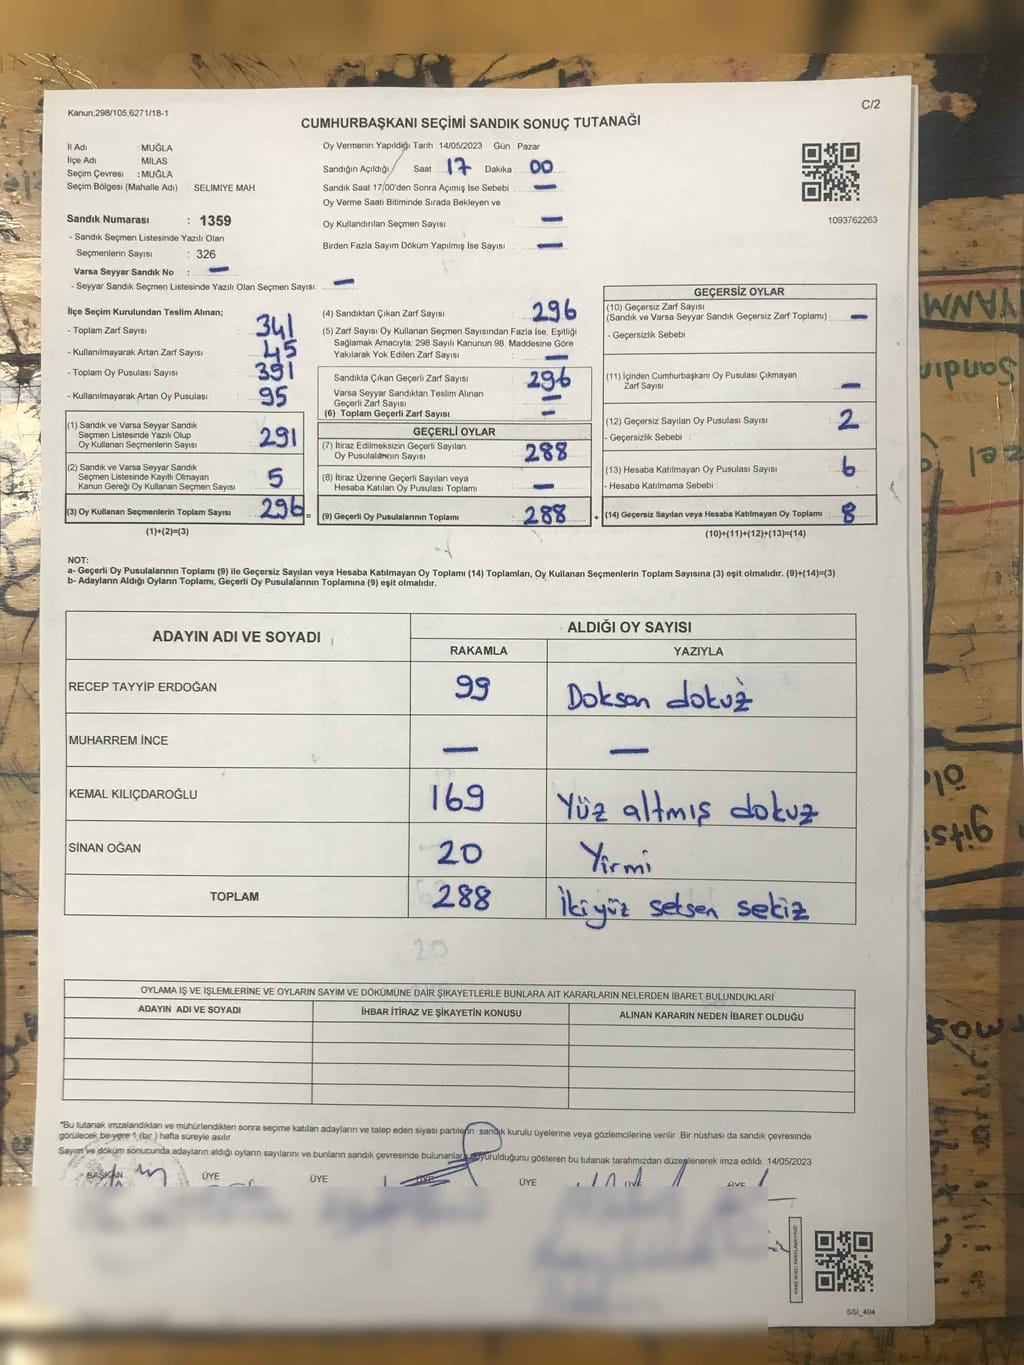 C/2
Kanun;298/105,6271/18-1
CUMHURBAŞKANI SEÇİMİ SANDIK SONUÇ TUTANAĞI
İl Adı : MUĞLA
İlçe Adı : MİLAS
Seçim Çevresi : MUĞLA
Seçim Bölgesi (Mahalle Adı) : SELIMIYE MAH
Sandık Numarası : 1359
- Sandık Seçmen Listesinde Yazılı Olan
Seçmenlerin Sayısı : 326
Varsa Seyyar Sandık No : —
- Seyyar Sandık Seçmen Listesinde Yazılı Olan Seçmen Sayısı: —
Oy Vermenin Yapıldığı Tarih : 14/05/2023 Gün : Pazar
Sandığın Açıldığı Saat : 17 Dakika : 00
Sandık Saat 17:00'den Sonra Açımış İse Sebebi : —
Oy Verme Saati Bitiminde Sırada Bekleyen ve
Oy Kullandırılan Seçmen Sayısı : —
Birden Fazla Sayım Döküm Yapılmış İse Sayısı : —
1093762263
İlçe Seçim Kurulundan Teslim Alınan;
- Toplam Zarf Sayısı : 341
- Kullanılmayarak Artan Zarf Sayısı : 45
- Toplam Oy Pusulası Sayısı : 391
- Kullanılmayarak Artan Oy Pusulası : 95
(1) Sandık ve Varsa Seyyar Sandık
Seçmen Listesinde Yazılı Olup
Oy Kullanan Seçmenlerin Sayısı : 291
(2) Sandık ve Varsa Seyyar Sandık
Seçmen Listesinde Kayıtlı Olmayan
Kanun Gereği Oy Kullanan Seçmen Sayısı : 5
(3) Oy Kullanan Seçmenlerin Toplam Sayısı : 296 =
(1)+(2)=(3)
(4) Sandıktan Çıkan Zarf Sayısı : 296
(5) Zarf Sayısı Oy Kullanan Seçmen Sayısından Fazla İse, Eşitliği
Sağlamak Amacıyla; 298 Sayılı Kanunun 98. Maddesine Göre
Yakılarak Yok Edilen Zarf Sayısı : —
Sandıkta Çıkan Geçerli Zarf Sayısı : 296
Varsa Seyyar Sandıktan Teslim Alınan
Geçerli Zarf Sayısı : —
(6) Toplam Geçerli Zarf Sayısı : —
GEÇERLİ OYLAR
(7) İtiraz Edilmeksizin Geçerli Sayılan
Oy Pusulalarının Sayısı : 288
(8) İtiraz Üzerine Geçerli Sayılan veya
Hesaba Katılan Oy Pusulası Toplamı : —
(9) Geçerli Oy Pusulalarının Toplamı : 288 +
GEÇERSİZ OYLAR
(10) Geçersiz Zarf Sayısı
(Sandık ve Varsa Seyyar Sandık Geçersiz Zarf Toplamı) : —
- Geçersizlik Sebebi :
(11) İçinden Cumhurbaşkanı Oy Pusulası Çıkmayan
Zarf Sayısı : —
(12) Geçersiz Sayılan Oy Pusulası Sayısı : 2
- Geçersizlik Sebebi :
(13) Hesaba Katılmayan Oy Pusulası Sayısı : 6
- Hesaba Katılmama Sebebi :
(14) Geçersiz Sayılan veya Hesaba Katılmayan Oy Toplamı : 8
(10)+(11)+(12)+(13)=(14)
NOT:
a- Geçerli Oy Pusulalarının Toplamı (9) ile Geçersiz Sayılan veya Hesaba Katılmayan Oy Toplamı (14) Toplamları, Oy Kullanan Seçmenlerin Toplam Sayısına (3) eşit olmalıdır. (9)+(14)=(3)
b- Adayların Aldığı Oyların Toplamı, Geçerli Oy Pusulalarının Toplamına (9) eşit olmalıdır.
ADAYIN ADI VE SOYADI ALDIĞI OY SAYISI
RAKAMLA YAZIYLA
RECEP TAYYİP ERDOĞAN 99 Doksan dokuz
MUHARREM İNCE — —
KEMAL KILIÇDAROĞLU 169 Yüz altmış dokuz
SİNAN OĞAN 20 Yirmi
TOPLAM 288 İkiyüz seksen sekiz
20
OYLAMA İŞ VE İŞLEMLERİNE VE OYLARIN SAYIM VE DÖKÜMÜNE DAİR ŞİKAYETLERLE BUNLARA AIT KARARLARIN NELERDEN İBARET BULUNDUKLARI
ADAYIN ADI VE SOYADI İHBAR İTİRAZ VE ŞİKAYETİN KONUSU ALINAN KARARIN NEDEN İBARET OLDUĞU
*Bu tutanak imzalandıktan ve mühürlendikten sonra seçime katılan adayların ve talep eden siyasi partilerin sandık kurulu üyelerine veya gözlemcilerine verilir. Bir nüshası da sandık çevresinde
görülecek bir yere 1 (bir) hafta süreyle asılır.
Sayım ve döküm sonucunda adayların aldığı oyların sayılarını ve bunların sandık çevresinde bulunanlara duyurulduğunu gösteren bu tutanak tarafımızdan düzenlenerek imza edildi. 14/05/2023
BAŞKAN ÜYE ÜYE ÜYE ÜYE ÜYE
SSI_404